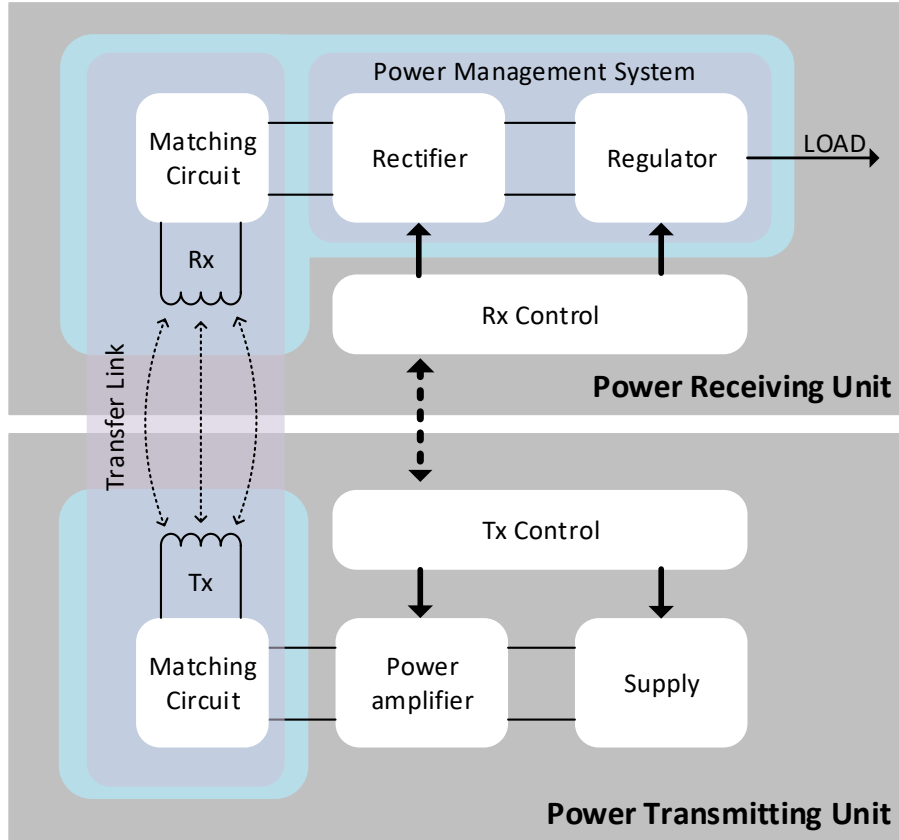 Power Management System
Matching
Circuit
Rectifier
Regulator
LOAD
Rx
Rx Control
Transfer Link
Power Receiving Unit
Tx Control
Tx
Matching
Circuit
Power
amplifier
Supply
Power Transmitting Unit